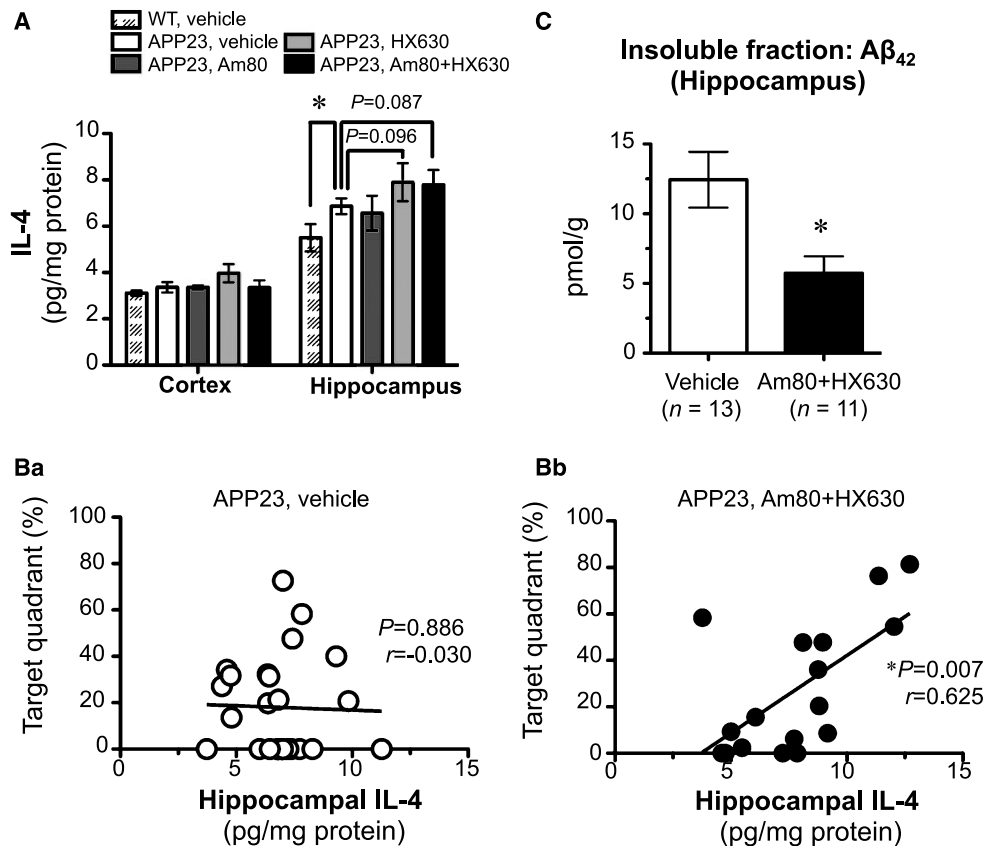 A
WT, vehicle
APP23, vehicle
APP23, HX630
APP23, Am80
APP23, Am80+HX630
*
P=0.087
P=0.096
10
8
6
4
2
0
IL-4
(pg/mg protein)
Cortex
Hippocampus
C
Insoluble fraction: Aβ42
(Hippocampus)
15
10
5
0
pmol/g
*
Vehicle
(n = 13)
Am80+HX630
(n = 11)
Ba
APP23, vehicle
Target quadrant (%)
100
80
60
40
20
0
P=0.886
r=-0.030
0
5
10
15
Hippocampal IL-4
(pg/mg protein)
Bb
APP23, Am80+HX630
Target quadrant (%)
100
80
60
40
20
0
*P=0.007
r=0.625
0
5
10
15
Hippocampal IL-4
(pg/mg protein)